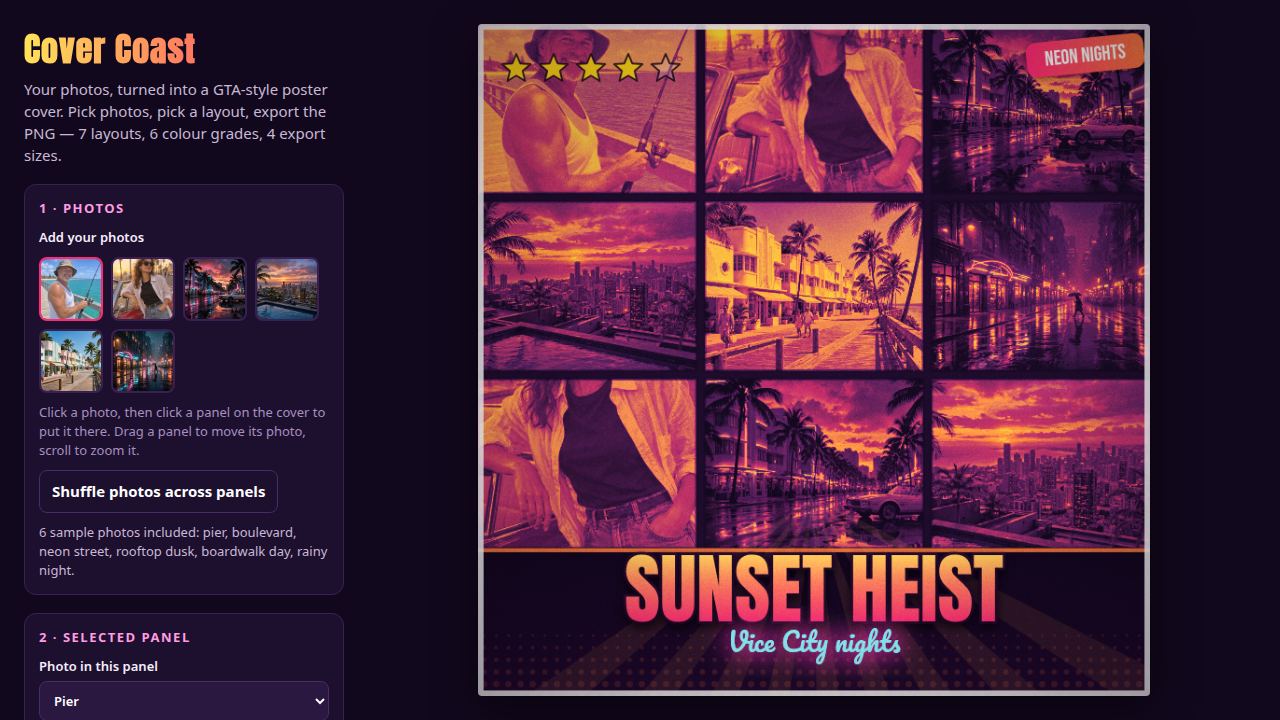 Cover Coast
Your photos, turned into a GTA-style poster
cover. Pick photos, pick a layout, export the
PNG — 7 layouts, 6 colour grades, 4 export
sizes.
1 · PHOTOS
Add your photos
Click a photo, then click a panel on the cover to
put it there. Drag a panel to move its photo,
scroll to zoom it.
Shuffle photos across panels
6 sample photos included: pier, boulevard,
neon street, rooftop dusk, boardwalk day, rainy
night.
2 · SELECTED PANEL
Photo in this panel
Pier
NEON NIGHTS
SUNSET HEIST
Vice City nights